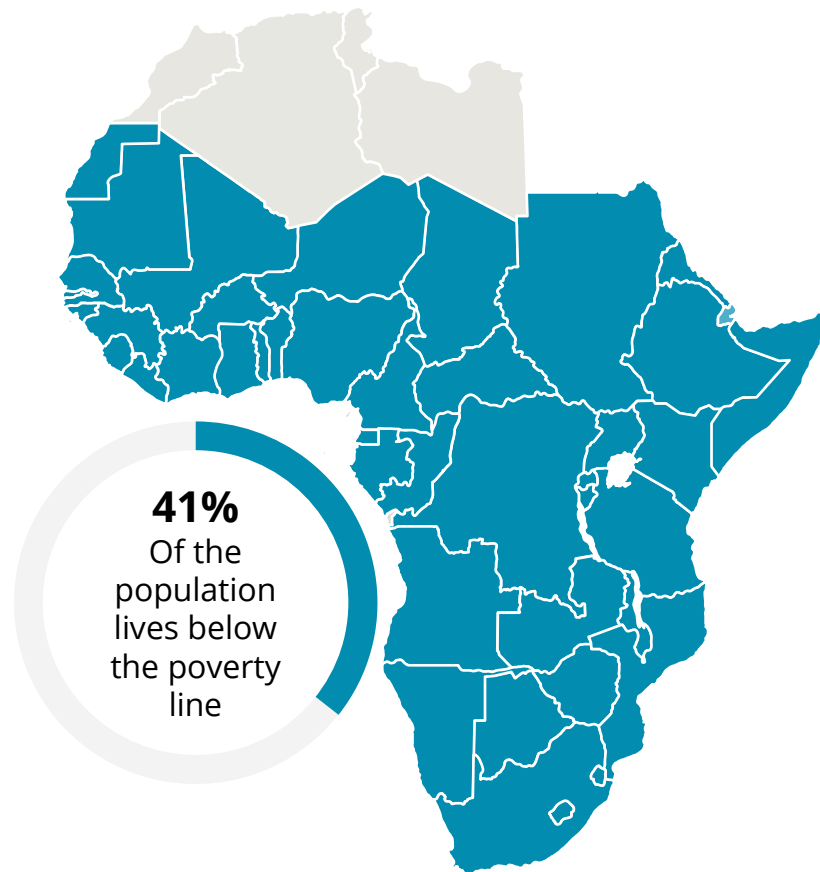 41%
Of the
population
lives below
the poverty
line